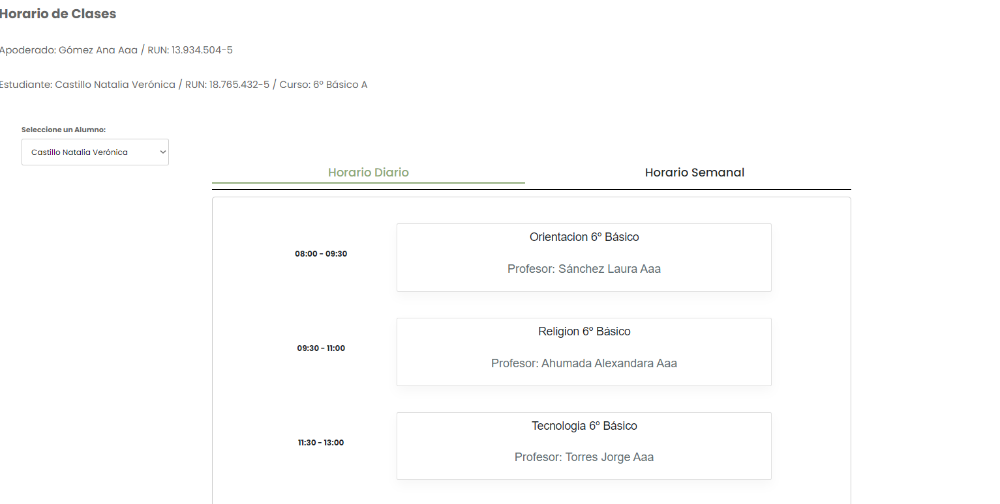 Horario de Clases
Apoderado: Gómez Ana Aaa / RUN: 13.934.504-5
Estudiante: Castillo Natalia Verónica / RUN: 18.765.432-5 / Curso: 6º Básico A
Seleccione un Alumno:
Castillo Natalia Verónica
Horario Diario
Horario Semanal
08:00 - 09:30
Orientacion 6º Básico
Profesor: Sánchez Laura Aaa
09:30 - 11:00
Religion 6º Básico
Profesor: Ahumada Alexandara Aaa
11:30 - 13:00
Tecnologia 6º Básico
Profesor: Torres Jorge Aaa